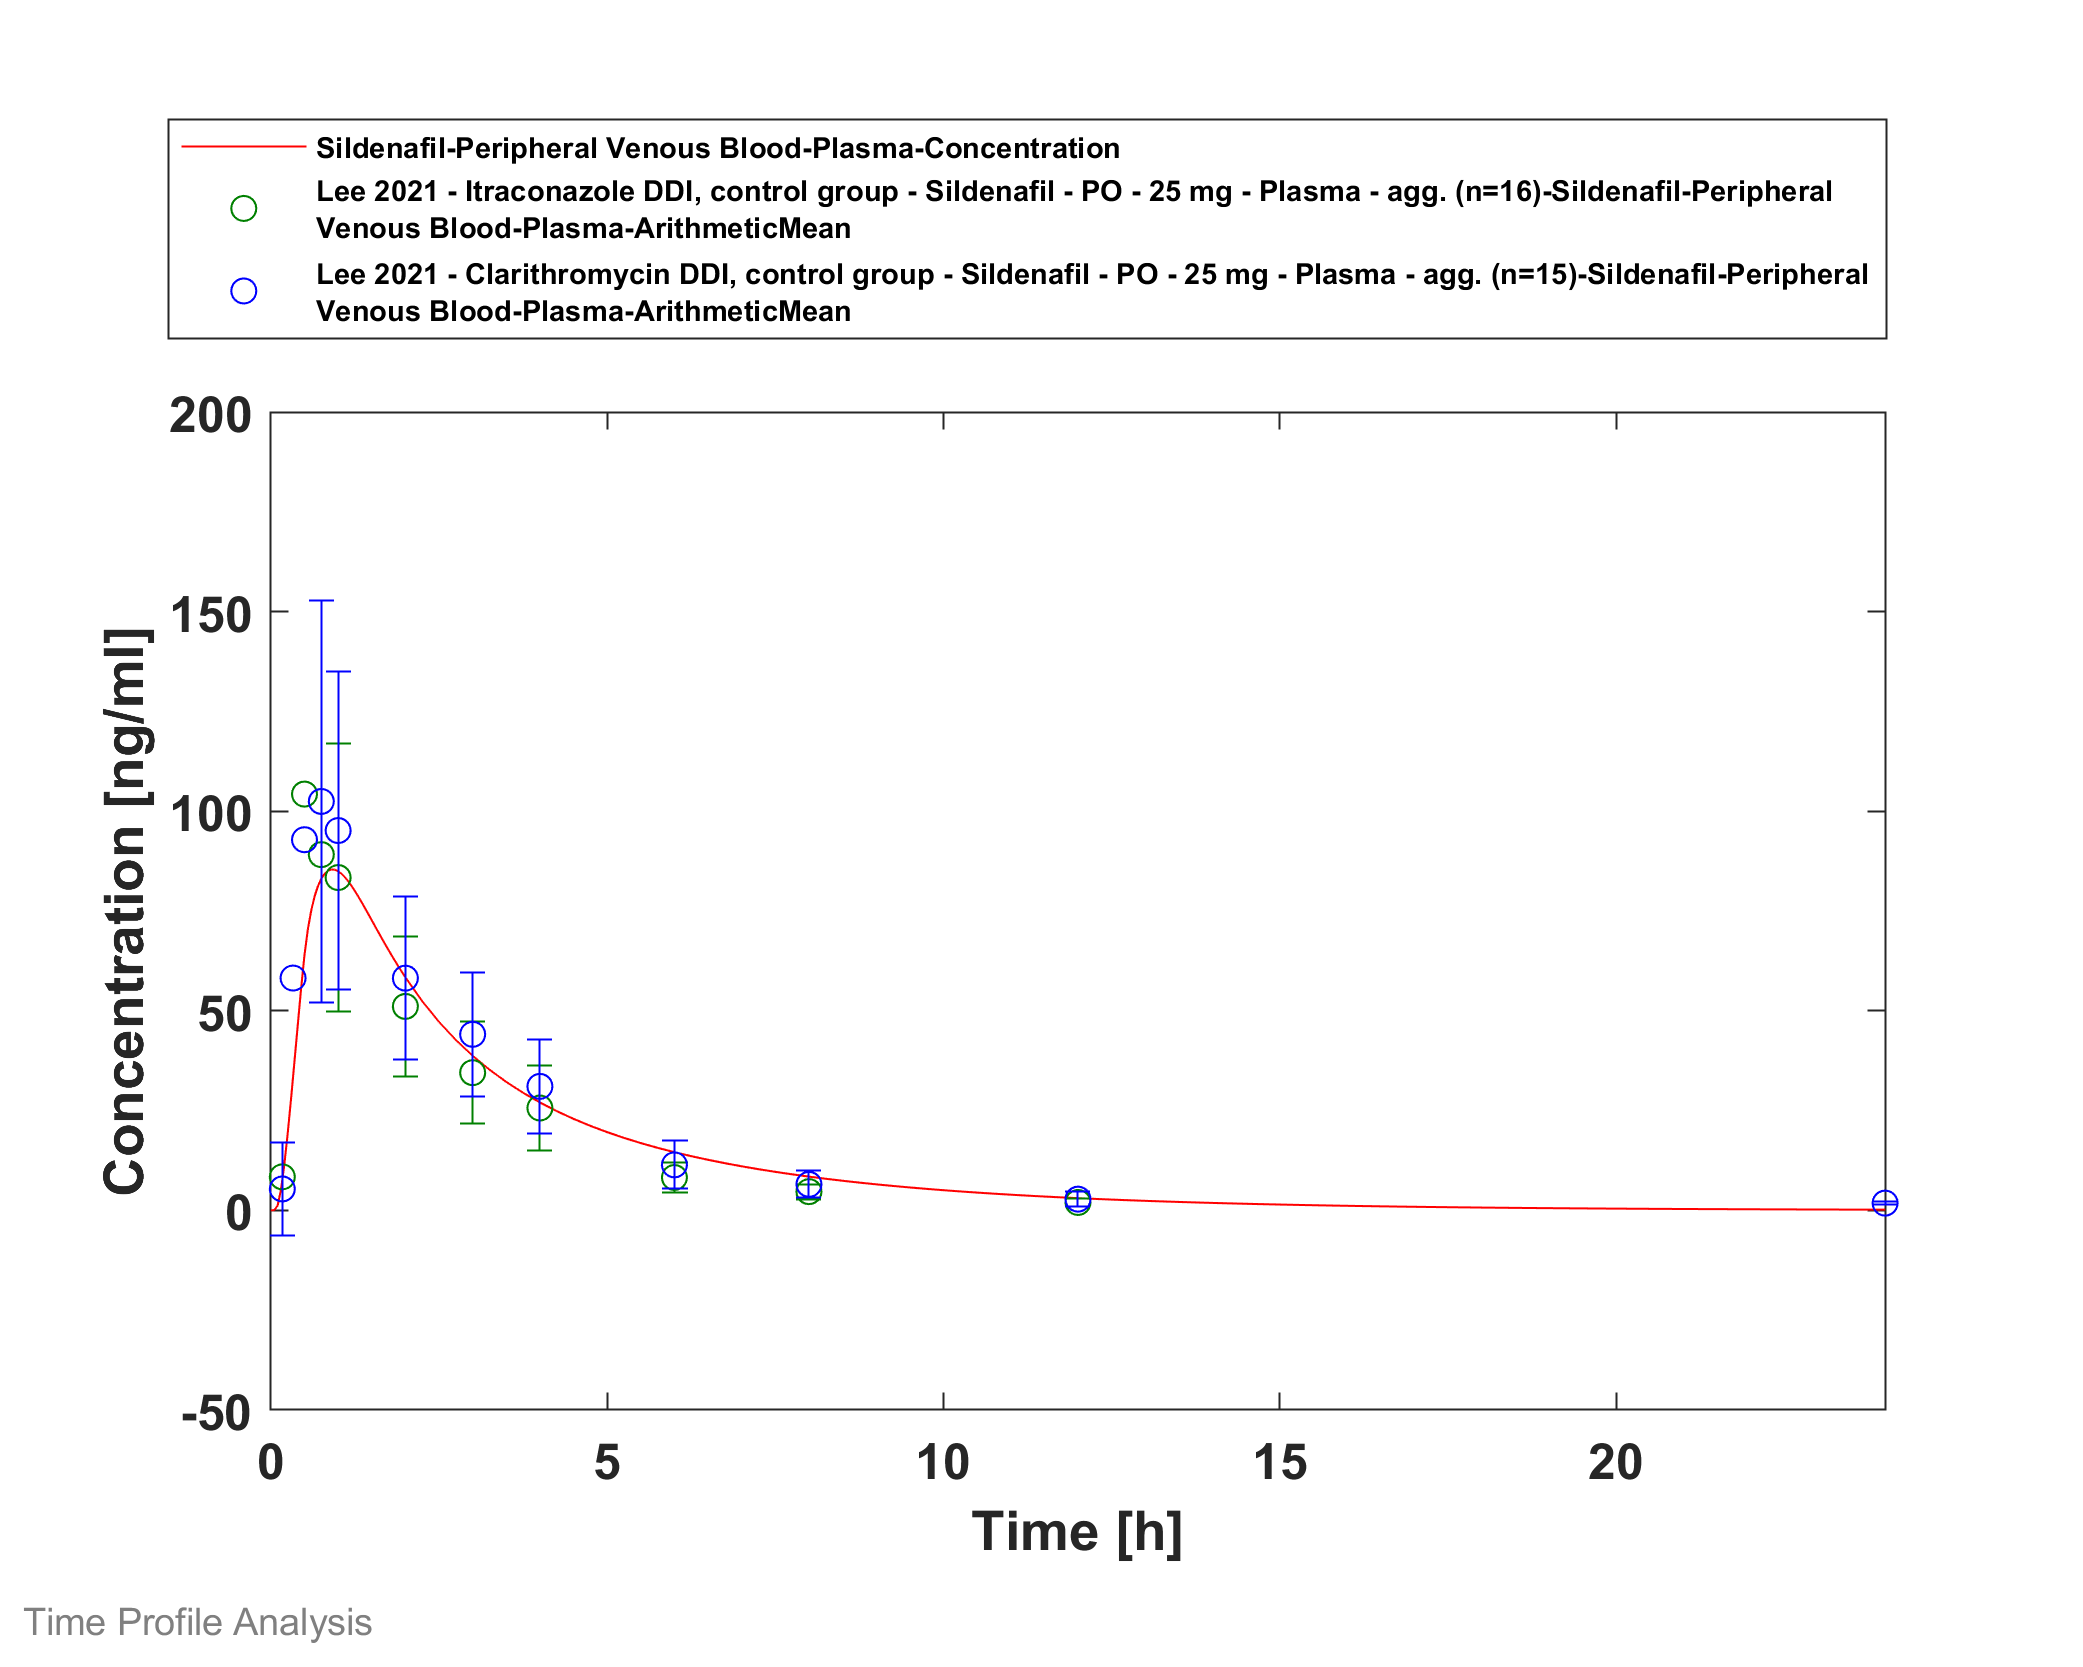 Sildenafil-Peripheral Venous Blood-Plasma-Concentration
Lee 2021 - Itraconazole DDI, control group - Sildenafil - PO - 25 mg - Plasma - agg. (n=16)-Sildenafil-Peripheral
Venous Blood-Plasma-ArithmeticMean
Lee 2021 - Clarithromycin DDI, control group - Sildenafil - PO - 25 mg - Plasma - agg. (n=15)-Sildenafil-Peripheral
Venous Blood-Plasma-ArithmeticMean
200
150
100
50
0
-50
Concentration [ng/ml]
0 5 10 15 20
Time [h]
Time Profile Analysis